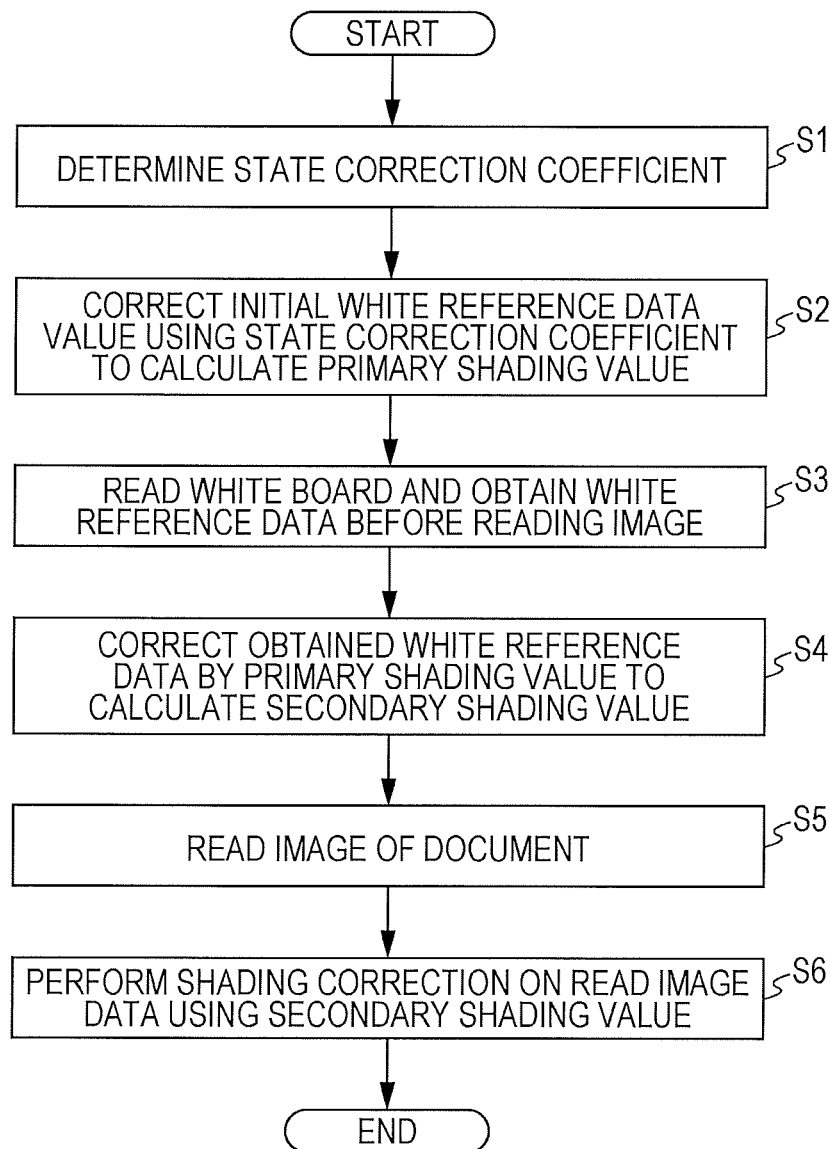 START
DETERMINE STATE CORRECTION COEFFICIENT
S1
CORRECT INITIAL WHITE REFERENCE DATA
VALUE USING STATE CORRECTION COEFFICIENT
TO CALCULATE PRIMARY SHADING VALUE
S2
READ WHITE BOARD AND OBTAIN WHITE
REFERENCE DATA BEFORE READING IMAGE
S3
CORRECT OBTAINED WHITE REFERENCE
DATA BY PRIMARY SHADING VALUE TO
CALCULATE SECONDARY SHADING VALUE
S4
READ IMAGE OF DOCUMENT
S5
PERFORM SHADING CORRECTION ON READ IMAGE
DATA USING SECONDARY SHADING VALUE
S6
END